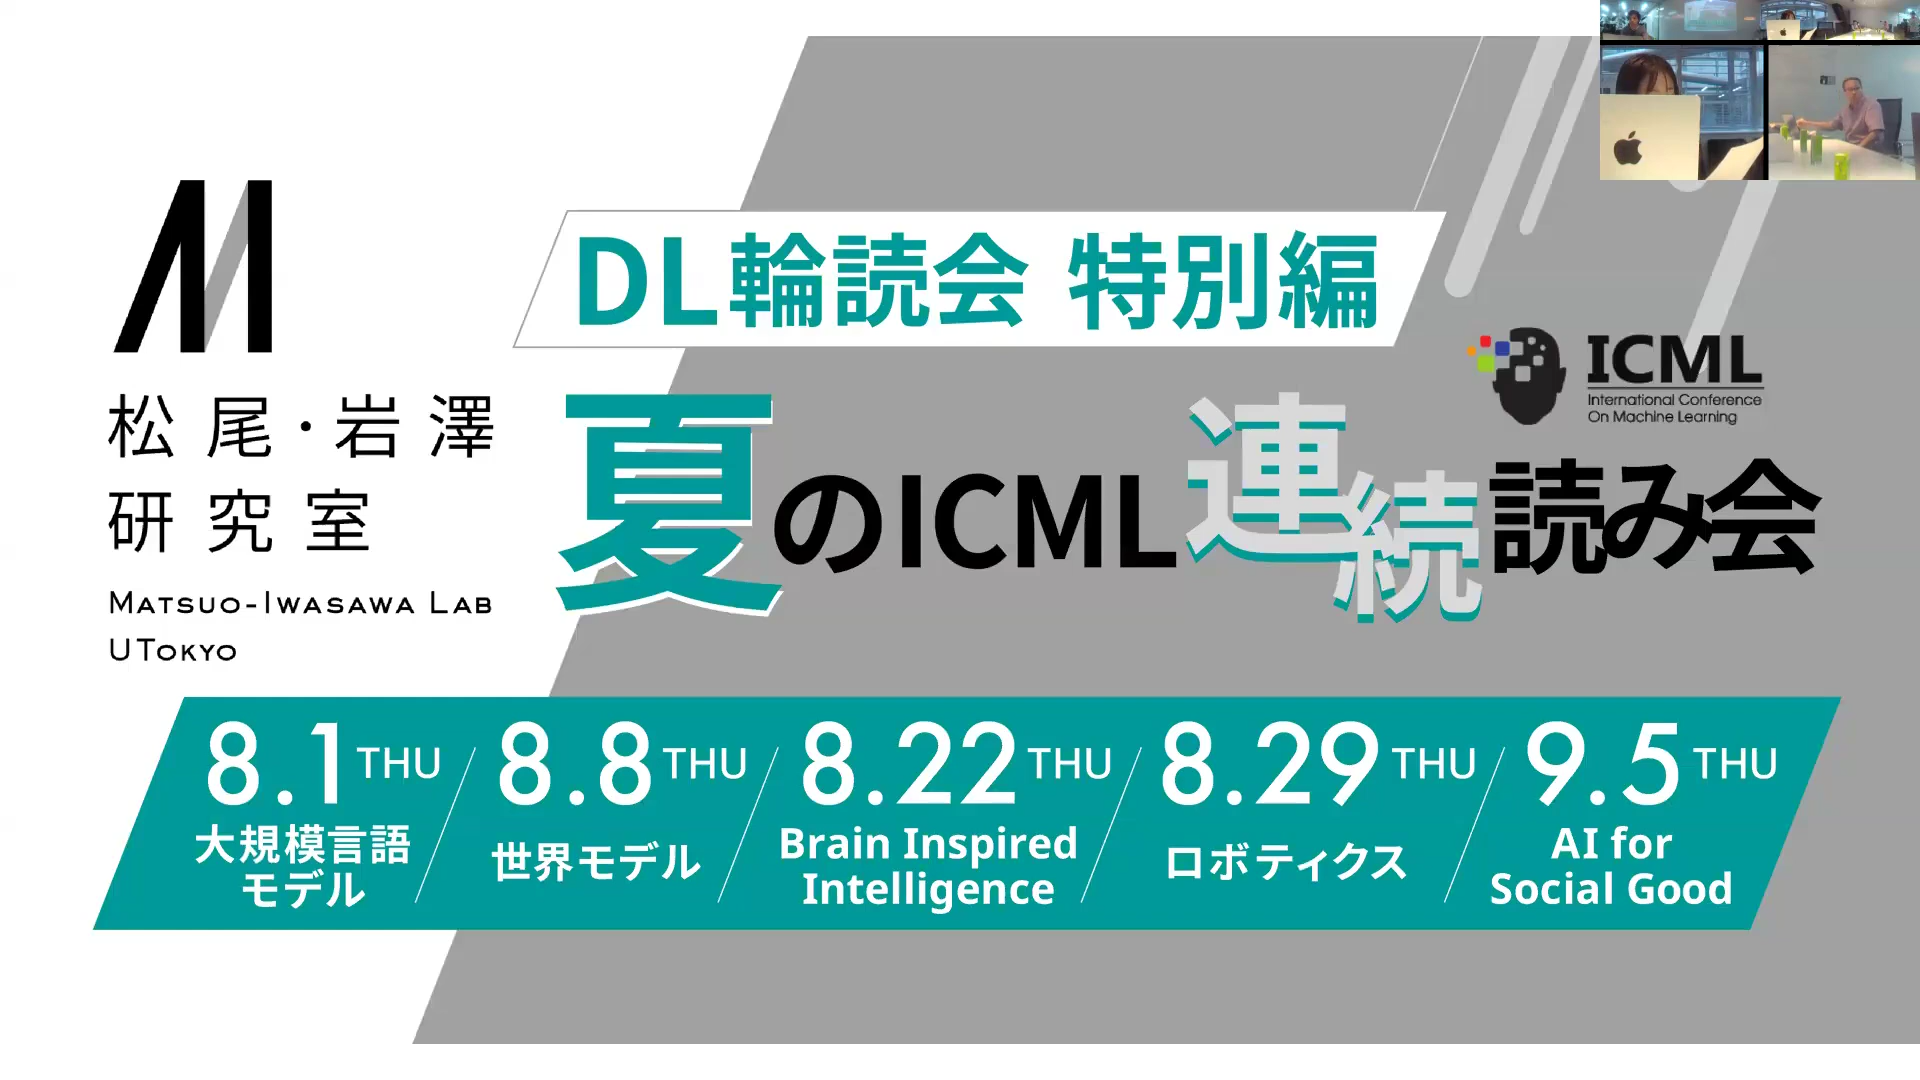 松尾・岩澤
研究室
MATSUO-IWASAWA LAB
UTOKYO
DL輪読会 特別編
ICML
International Conference
On Machine Learning
夏のICML連続読み会
8.1 THU
大規模言語
モデル
8.8 THU
世界モデル
8.22 THU
Brain Inspired
Intelligence
8.29 THU
ロボティクス
9.5 THU
AI for
Social Good